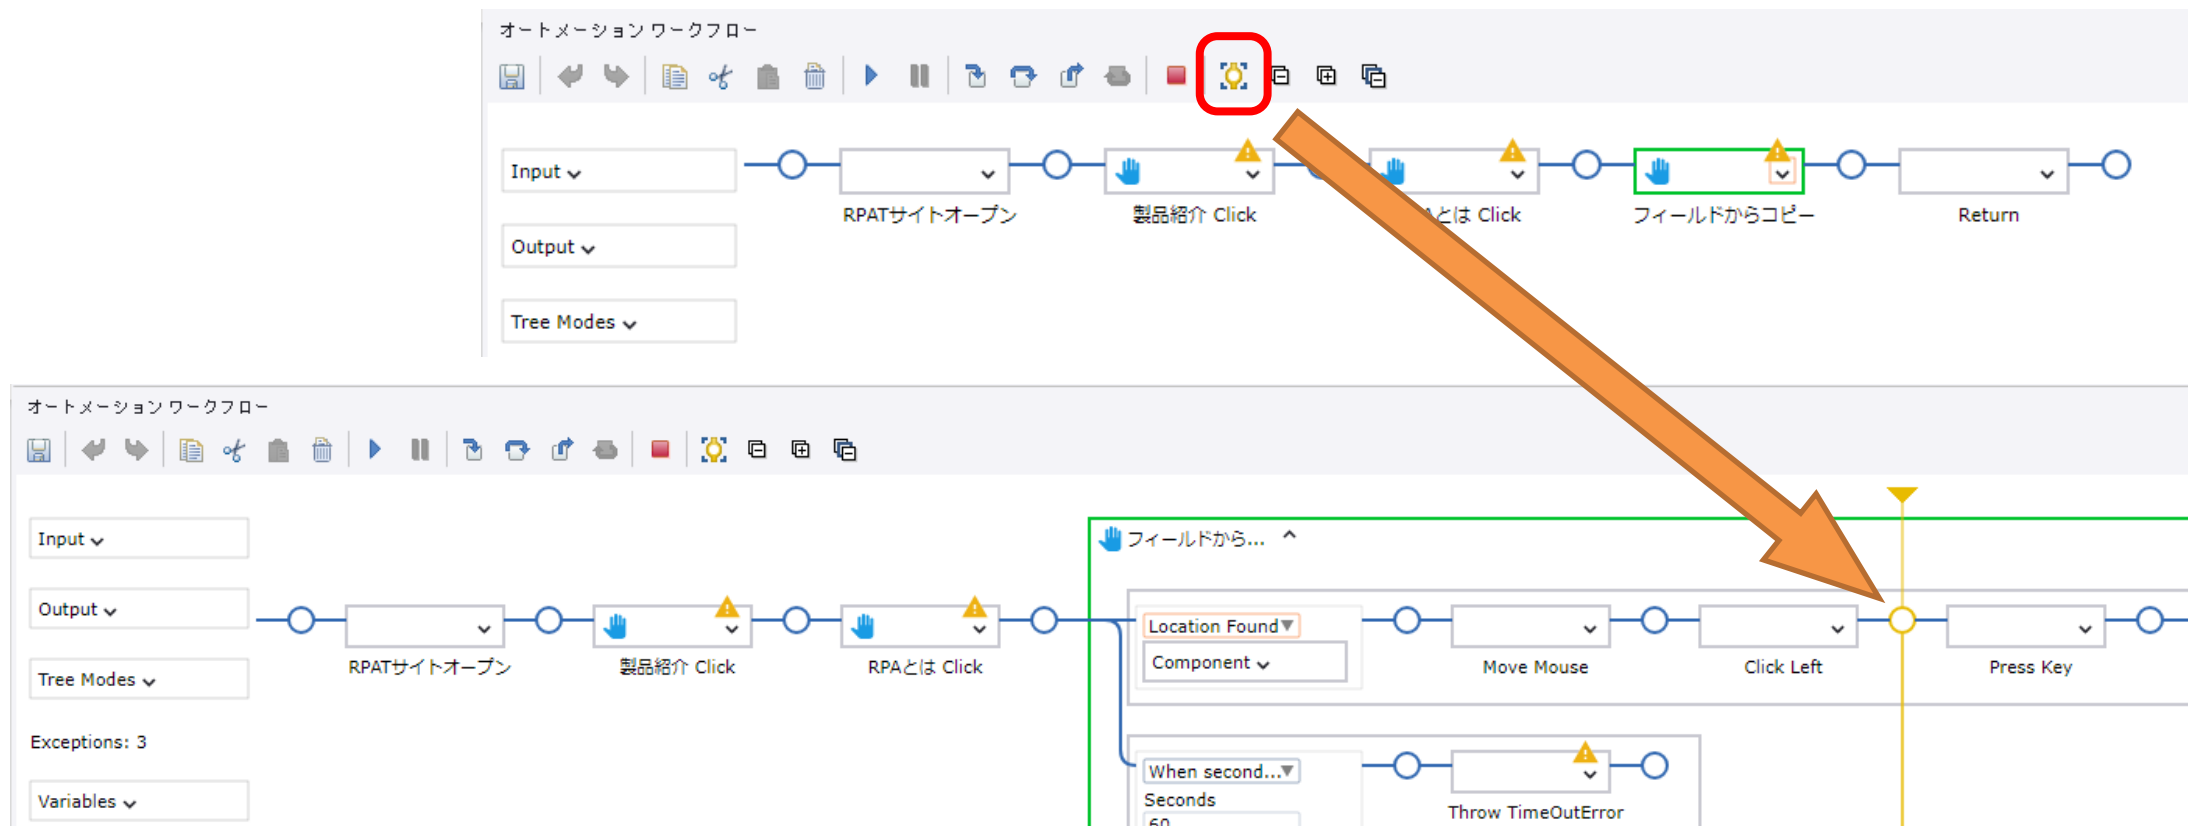 オートメーション ワークフロー
Input
RPATサイトオープン
製品紹介 Click
とは Click
フィールドからコピー
Return
Output
Tree Modes
オートメーション ワークフロー
Input
フィールドから...
Output
Location Found
Component
RPATサイトオープン
製品紹介 Click
RPAとは Click
Move Mouse
Click Left
Press Key
Tree Modes
Exceptions: 3
When second...
Seconds
60
Variables
Throw TimeOutError